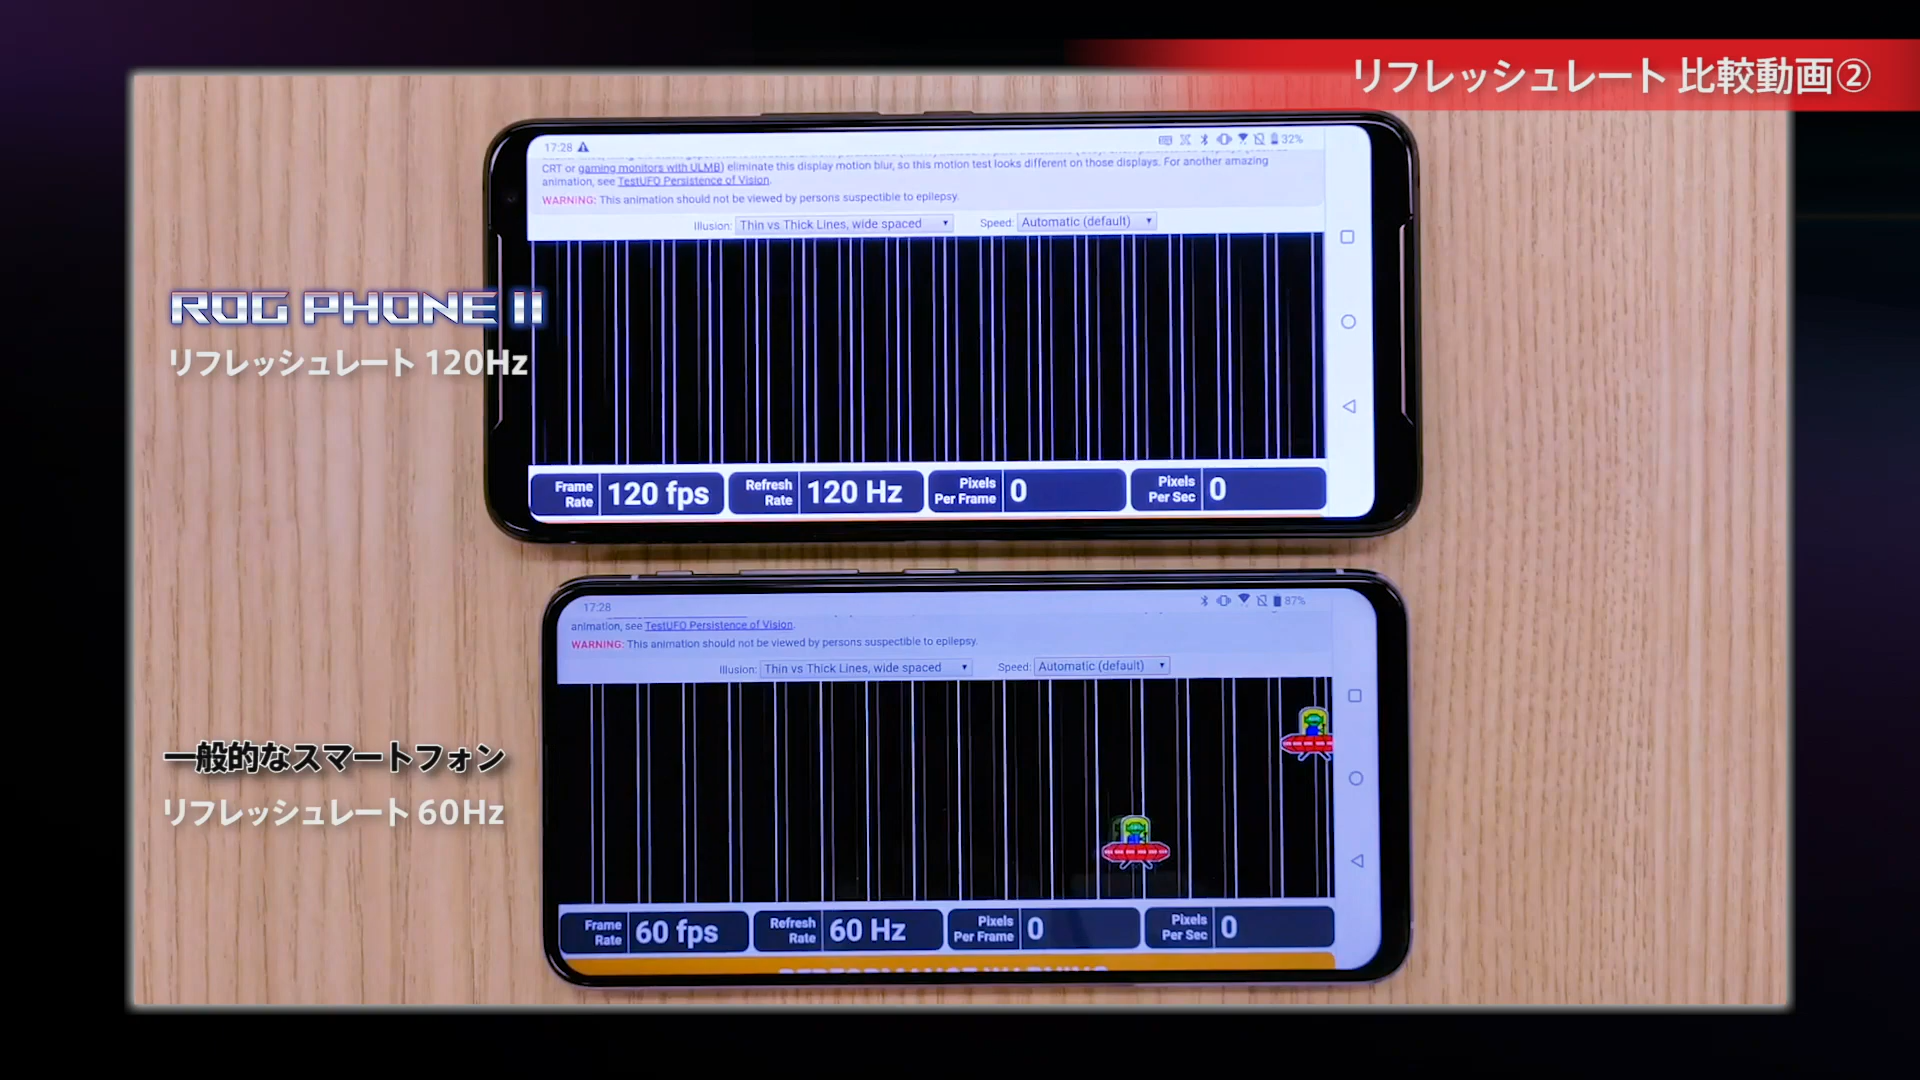 リフレッシュレート 比較動画②
17:28
32%
CRT or gaming monitors with ULMB) eliminate this display motion blur, so this motion test looks different on those displays. For another amazing
animation, see TestUFO Persistence of Vision.
WARNING: This animation should not be viewed by persons suspectible to epilepsy.
Illusion: Thin vs Thick Lines, wide spaced Speed: Automatic (default)
ROG PHONE II
リフレッシュレート 120Hz
Frame Rate 120 fps Refresh Rate 120 Hz Pixels Per Frame 0 Pixels Per Sec 0
17:28
87%
animation, see TestUFO Persistence of Vision.
WARNING: This animation should not be viewed by persons suspectible to epilepsy.
Illusion: Thin vs Thick Lines, wide spaced Speed: Automatic (default)
一般的なスマートフォン
リフレッシュレート 60Hz
Frame Rate 60 fps Refresh Rate 60 Hz Pixels Per Frame 0 Pixels Per Sec 0
PERFORMANCE WARNING